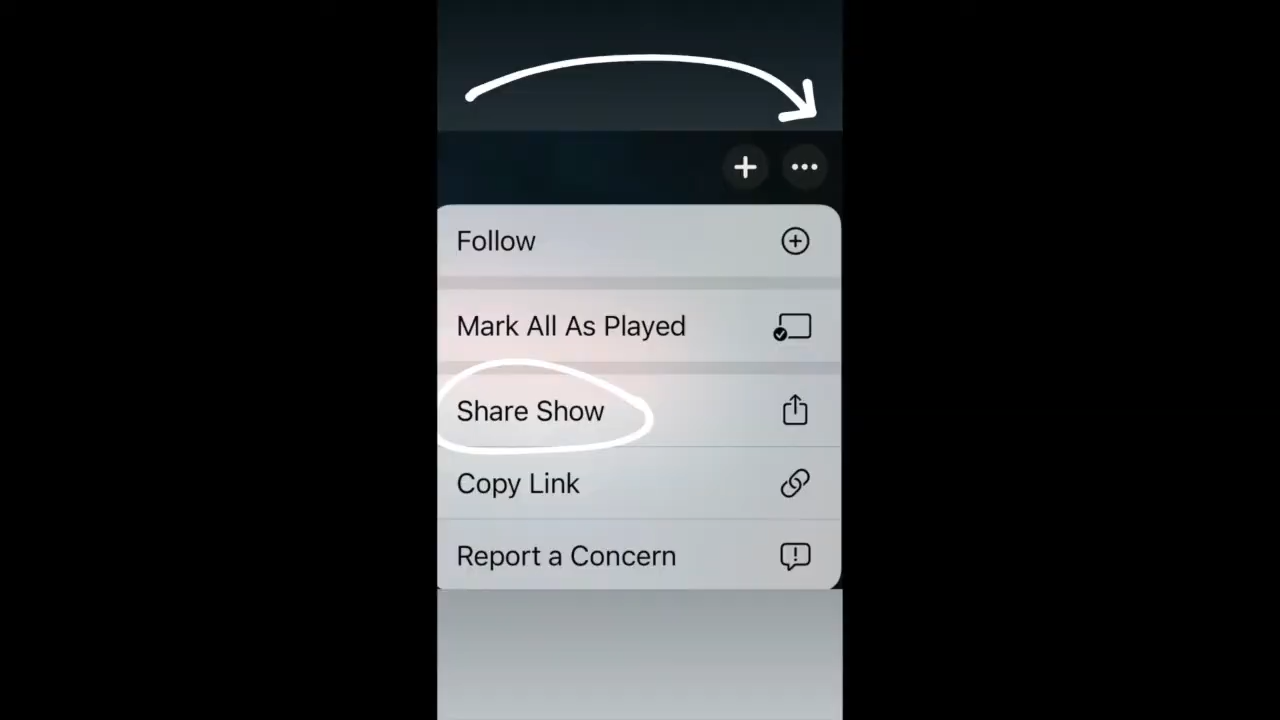 Follow
Mark All As Played
Share Show
Copy Link
Report a Concern